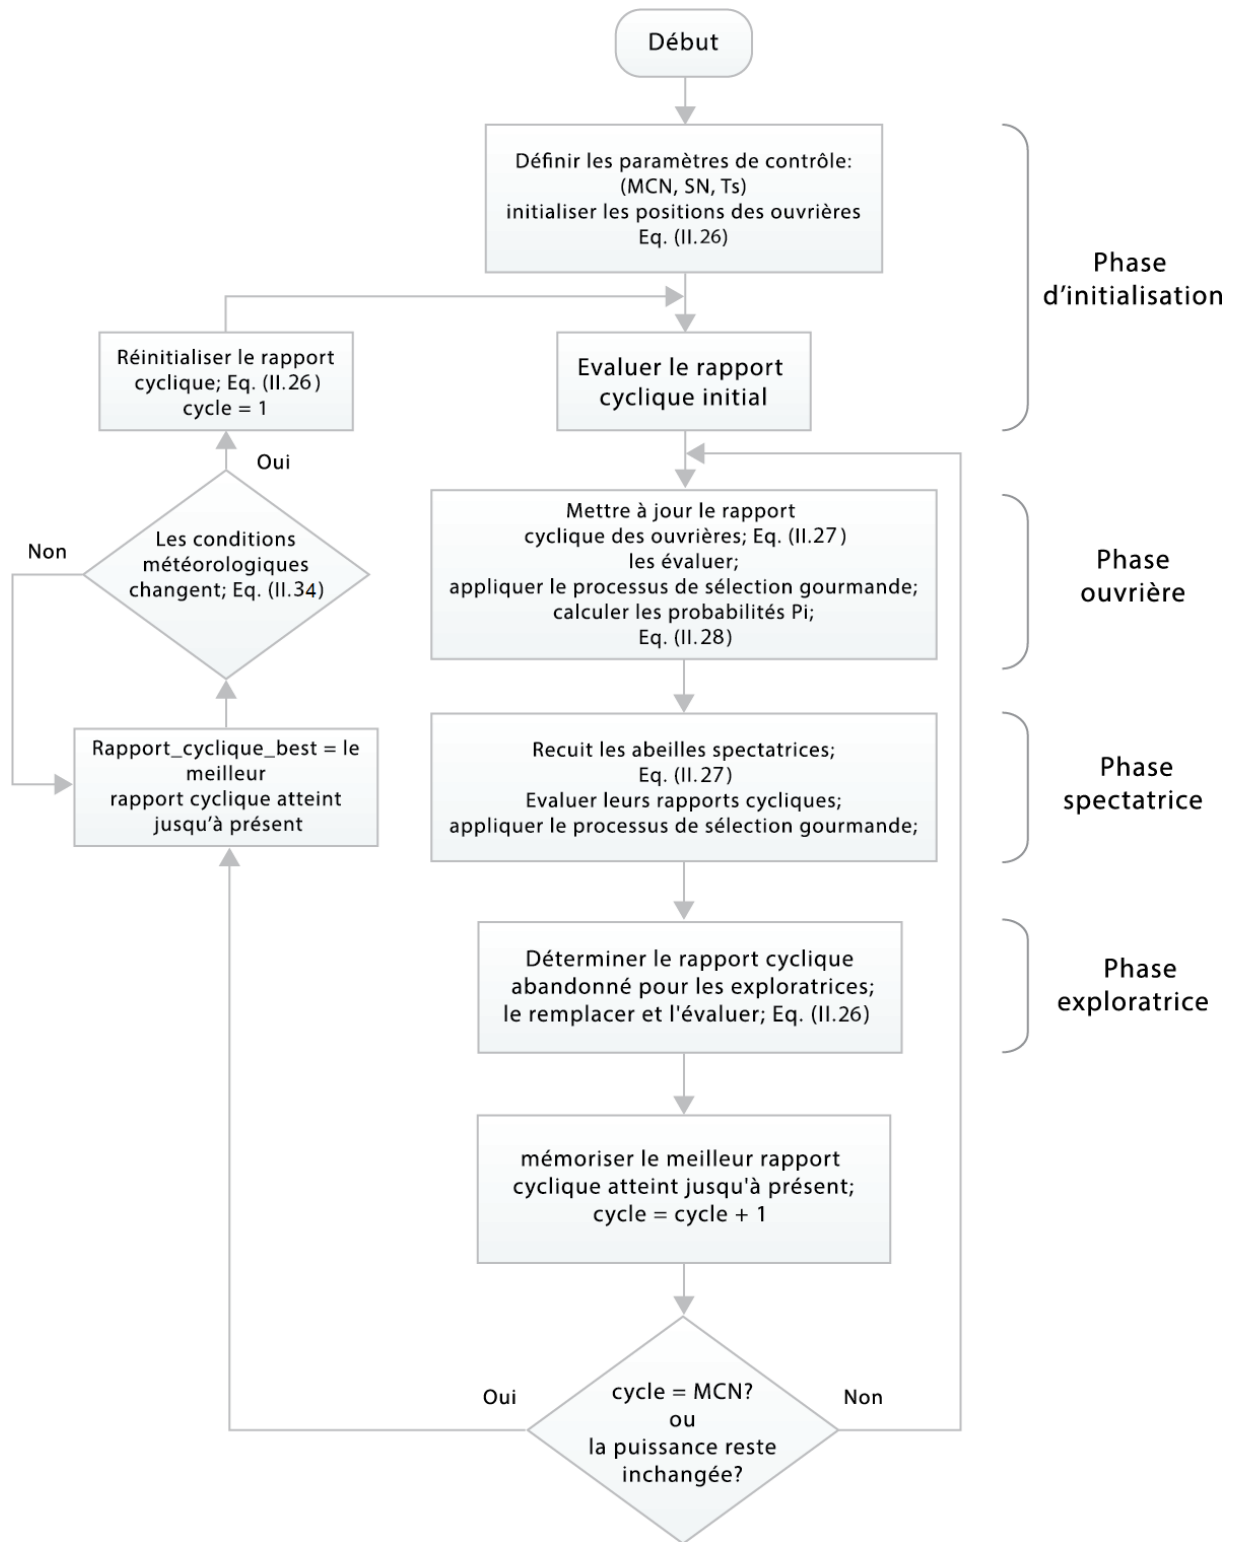 Début
Définir les paramètres de contrôle:
(MCN, SN, Ts)
initialiser les positions des ouvrières
Eq. (II.26)
Phase
d'initialisation
Réinitialiser le rapport
cyclique; Eq. (II.26)
cycle = 1
Evaluer le rapport
cyclique initial
Oui
Les conditions
météorologiques
changent; Eq. (II.34)
Non
Mettre à jour le rapport
cyclique des ouvrières; Eq. (II.27)
les évaluer;
appliquer le processus de sélection gourmande;
calculer les probabilités Pi;
Eq. (II.28)
Phase
ouvrière
Rapport_cyclique_best = le
meilleur
rapport cyclique atteint
jusqu'à présent
Recuit les abeilles spectatrices;
Eq. (II.27)
Evaluer leurs rapports cycliques;
appliquer le processus de sélection gourmande;
Phase
spectatrice
Déterminer le rapport cyclique
abandonné pour les exploratrices;
le remplacer et l'évaluer; Eq. (II.26)
Phase
exploratrice
mémoriser le meilleur rapport
cyclique atteint jusqu'à présent;
cycle = cycle + 1
Oui
cycle = MCN?
ou
la puissance reste
inchangée?
Non